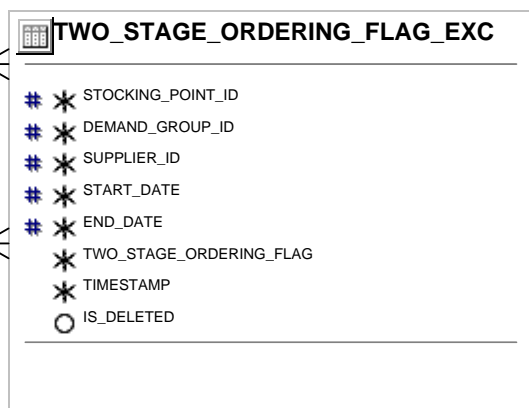 TWO_STAGE_ORDERING_FLAG_EXC
# * STOCKING_POINT_ID
# * DEMAND_GROUP_ID
# * SUPPLIER_ID
# * START_DATE
# * END_DATE
* TWO_STAGE_ORDERING_FLAG
* TIMESTAMP
O IS_DELETED